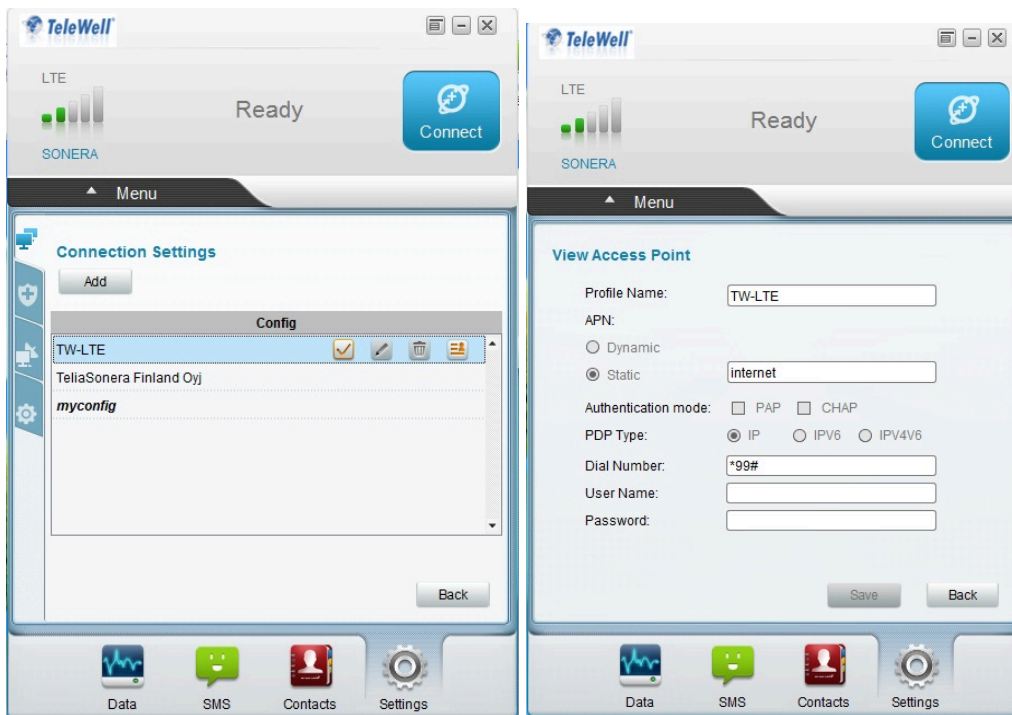 TeleWell
LTE
Ready
Connect
SONERA
Menu
Connection Settings
Add
Config
TW-LTE
TeliaSonera Finland Oyj
myconfig
Back
Data SMS Contacts Settings
TeleWell
LTE
Ready
Connect
SONERA
Menu
View Access Point
Profile Name: TW-LTE
APN:
Dynamic
Static internet
Authentication mode: PAP CHAP
PDP Type: IP IPV6 IPV4V6
Dial Number: *99#
User Name:
Password:
Save Back
Data SMS Contacts Settings